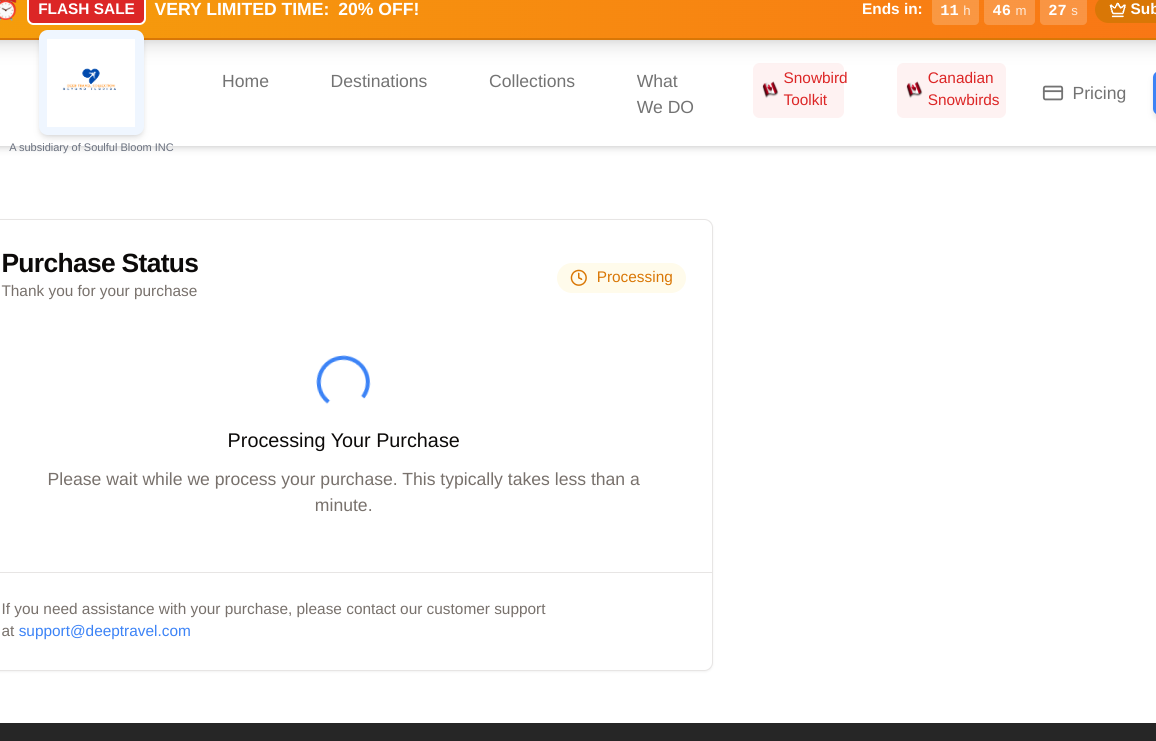 FLASH SALE VERY LIMITED TIME: 20% OFF! Ends in: 11 h 46 m 27 s
Home Destinations Collections What We DO Snowbird Toolkit Canadian Snowbirds Pricing
A subsidiary of Soulful Bloom INC
Purchase Status
Thank you for your purchase
Processing
Processing Your Purchase
Please wait while we process your purchase. This typically takes less than a
minute.
If you need assistance with your purchase, please contact our customer support
at support@deeptravel.com